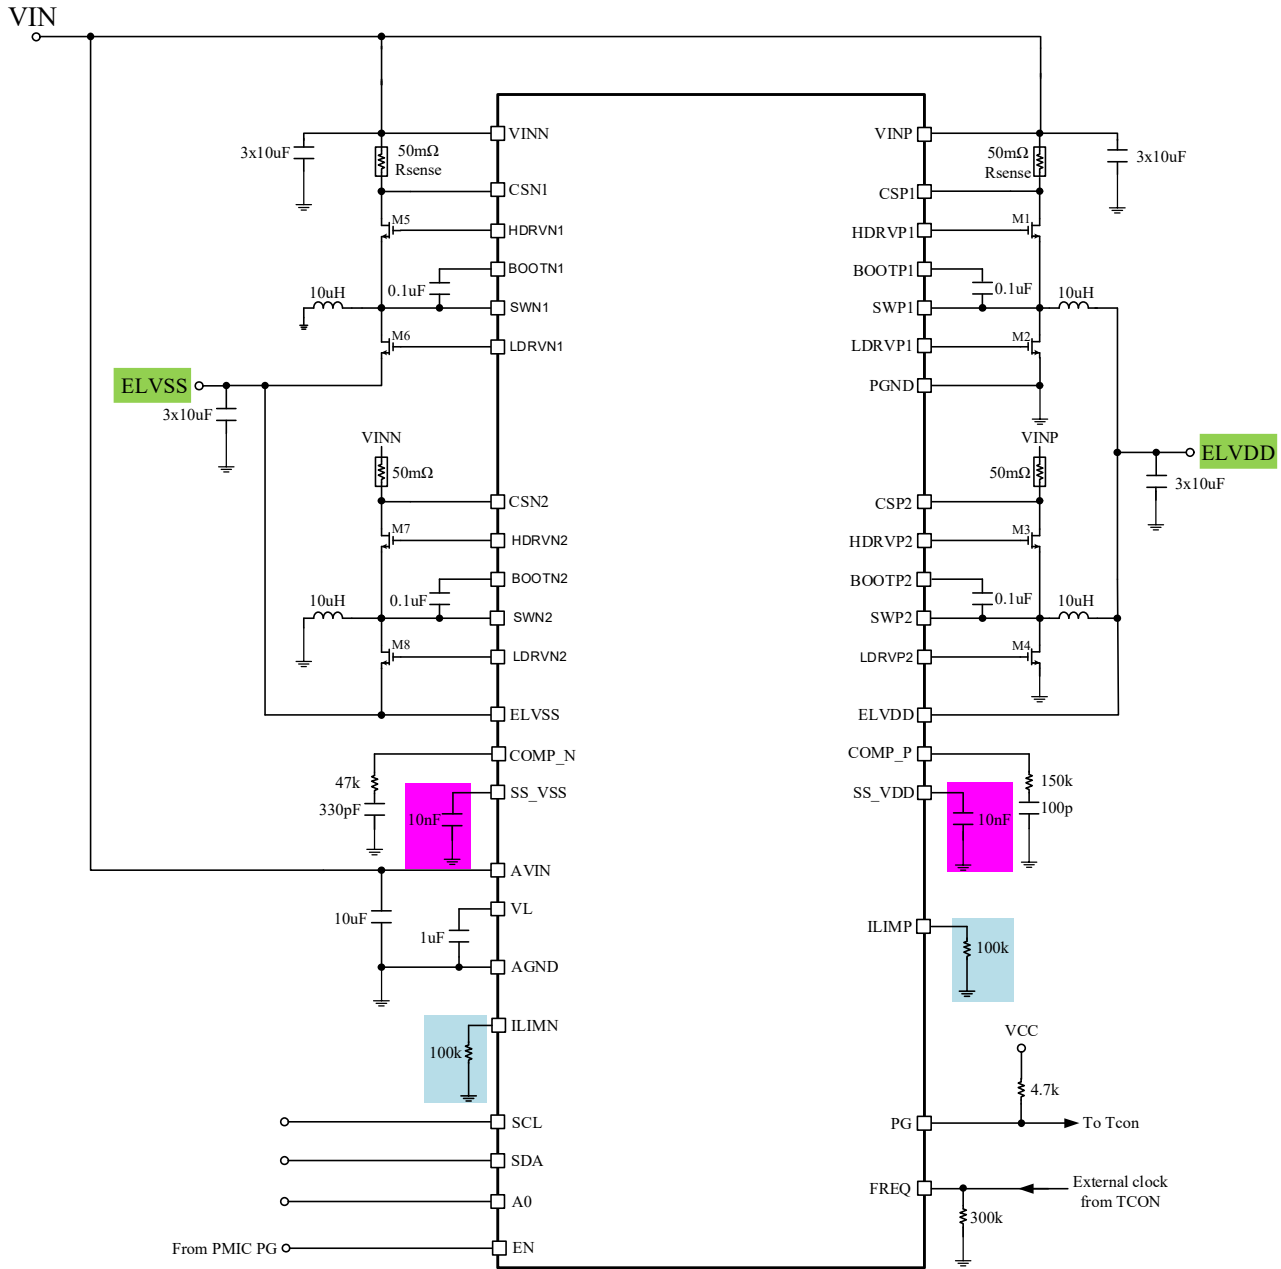 VIN
VINN
VINP
3x10uF
50mΩ
Rsense
50mΩ
Rsense
3x10uF
CSN1
CSP1
M5
HDRVN1
HDRVP1
M1
BOOTN1
BOOTP1
10uH
0.1uF
SWN1
SWP1
0.1uF
10uH
M6
LDRVN1
LDRVP1
M2
ELVSS
PGND
3x10uF
VINN
VINP
ELVDD
50mΩ
50mΩ
3x10uF
CSN2
CSP2
M7
HDRVN2
HDRVP2
M3
BOOTN2
BOOTP2
10uH
0.1uF
SWN2
SWP2
0.1uF
10uH
M8
LDRVN2
LDRVP2
M4
ELVSS
ELVDD
COMP_N
COMP_P
47k
150k
SS_VSS
SS_VDD
330pF
10nF
10nF
100p
AVIN
VL
10uF
1uF
ILIMP
100k
AGND
ILIMN
VCC
100k
4.7k
SCL
PG
To Tcon
SDA
FREQ
External clock
from TCON
A0
300k
From PMIC PG
EN